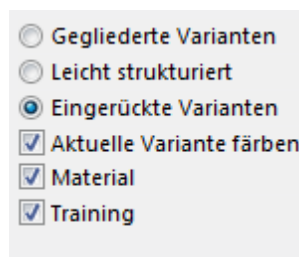 Gegliederte Varianten
Leicht strukturiert
Eingerückte Varianten
Aktuelle Variante färben
Material
Training